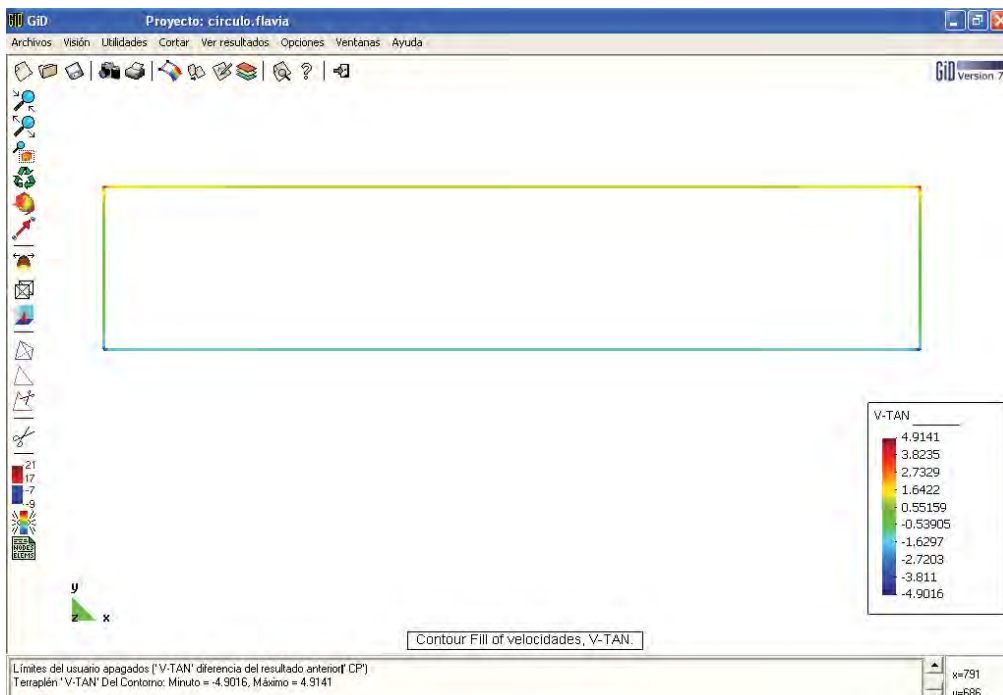 GiD Proyecto: circulo.flavia
Archivos Visión Utilidades Cortar Ver resultados Opciones Ventanas Ayuda
GiD Version 7
21
17
-7
-9
NODES
ELEMS
V-TAN
4.9141
3.8235
2.7329
1.6422
0.55159
-0.53905
-1.6297
-2.7203
-3.811
-4.9016
y
z x
Contour Fill of velocidades, V-TAN.
Límites del usuario apagados ('V-TAN' diferencia del resultado anterior(' CP')
Terraplén 'V-TAN' Del Contorno: Minuto = -4.9016, Máximo = 4.9141
x=791
y=686